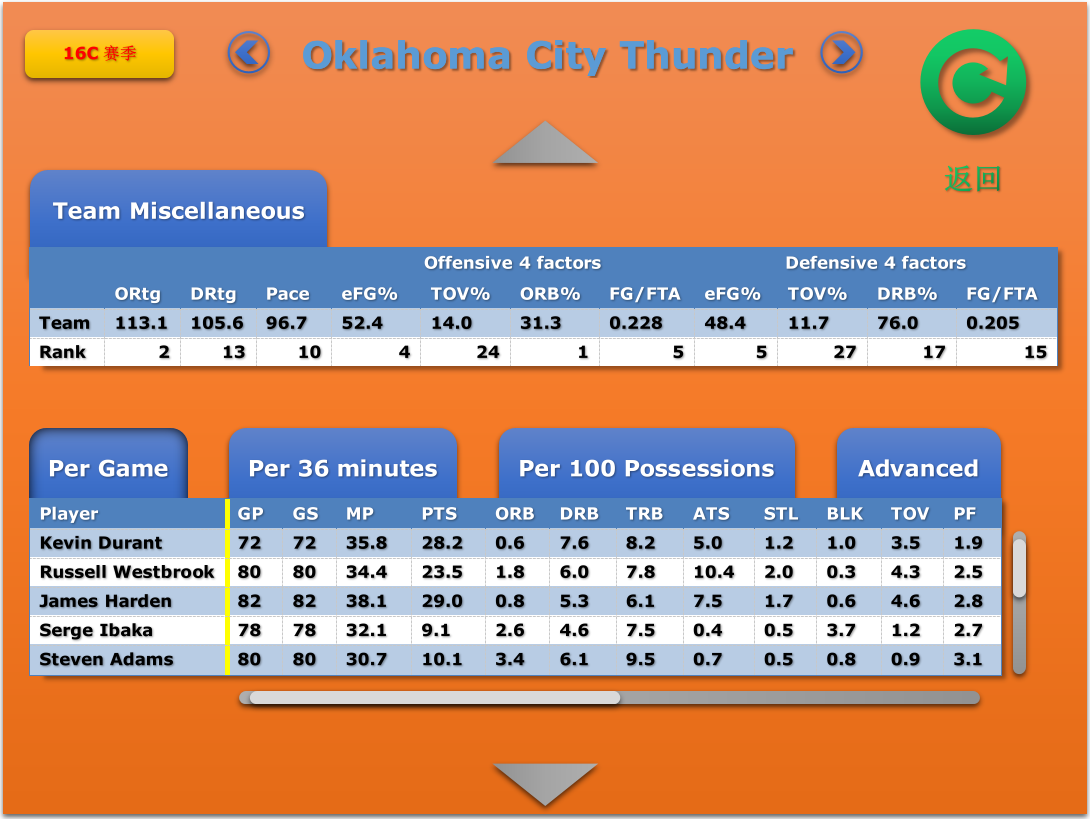 16C 赛季
Oklahoma City Thunder
返回
Team Miscellaneous
Offensive 4 factors Defensive 4 factors
ORtg DRtg Pace eFG% TOV% ORB% FG/FTA eFG% TOV% DRB% FG/FTA
Team 113.1 105.6 96.7 52.4 14.0 31.3 0.228 48.4 11.7 76.0 0.205
Rank 2 13 10 4 24 1 5 5 27 17 15
Per Game Per 36 minutes Per 100 Possessions Advanced
Player GP GS MP PTS ORB DRB TRB ATS STL BLK TOV PF
Kevin Durant 72 72 35.8 28.2 0.6 7.6 8.2 5.0 1.2 1.0 3.5 1.9
Russell Westbrook 80 80 34.4 23.5 1.8 6.0 7.8 10.4 2.0 0.3 4.3 2.5
James Harden 82 82 38.1 29.0 0.8 5.3 6.1 7.5 1.7 0.6 4.6 2.8
Serge Ibaka 78 78 32.1 9.1 2.6 4.6 7.5 0.4 0.5 3.7 1.2 2.7
Steven Adams 80 80 30.7 10.1 3.4 6.1 9.5 0.7 0.5 0.8 0.9 3.1